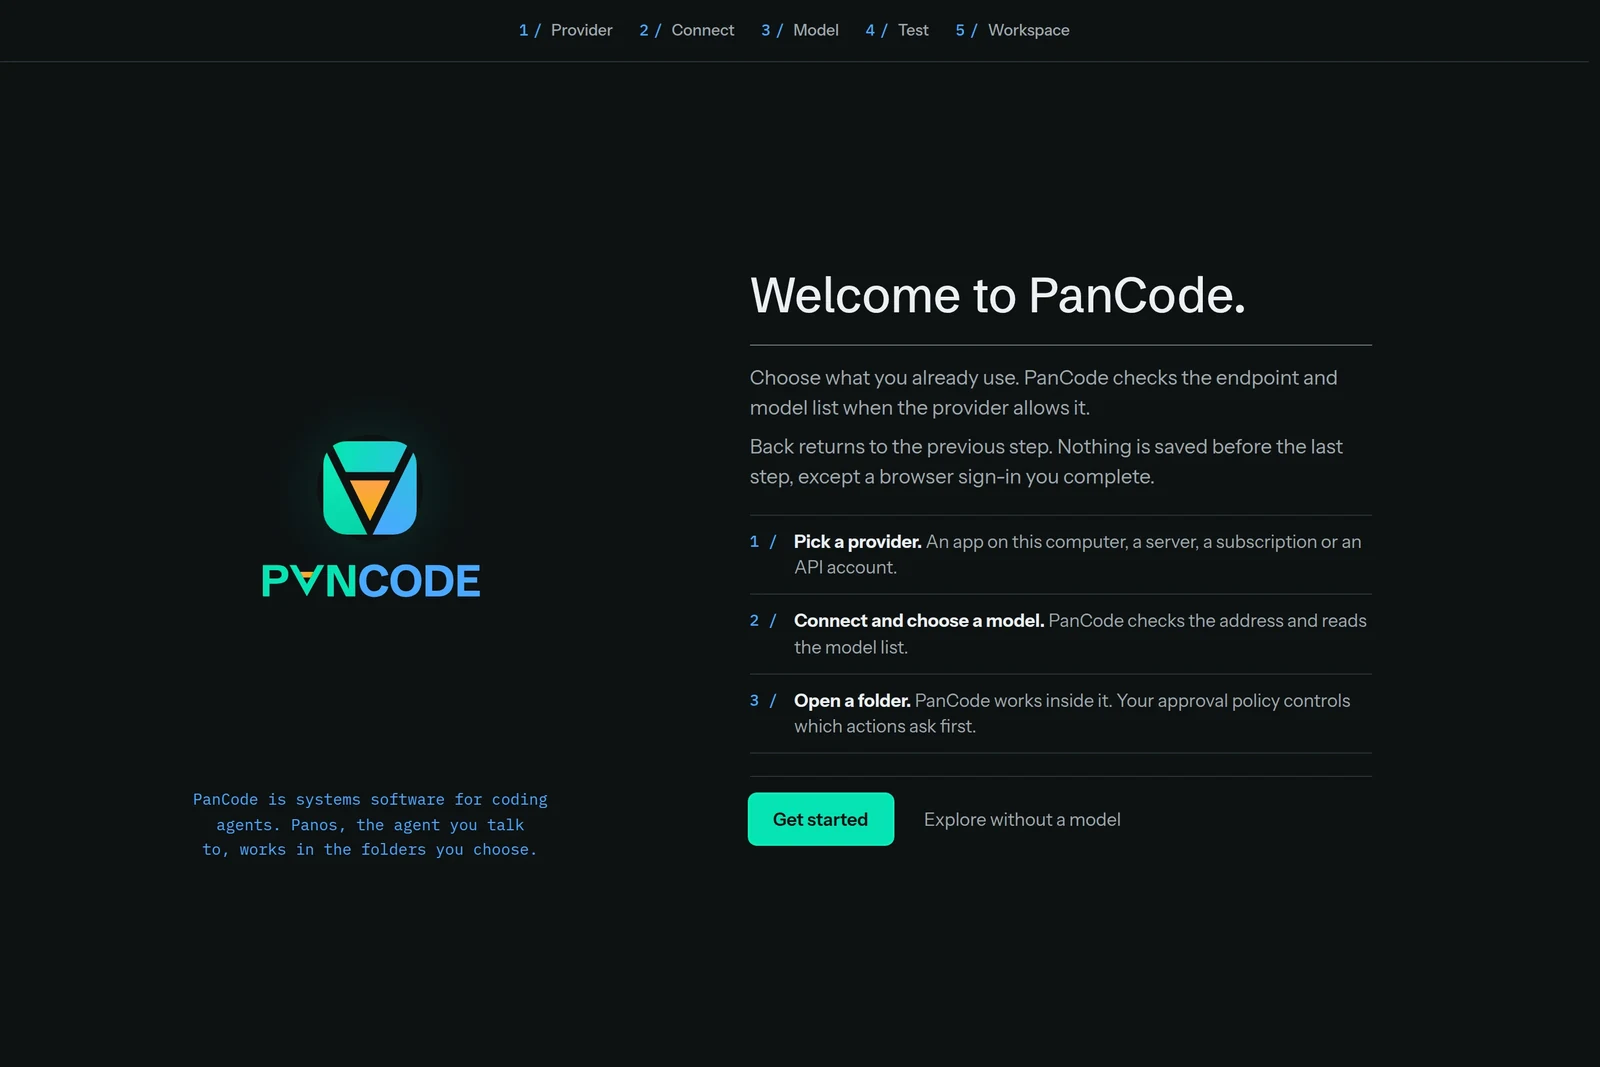 1 / Provider 2 / Connect 3 / Model 4 / Test 5 / Workspace
PANCODE
PanCode is systems software for coding
agents. Panos, the agent you talk
to, works in the folders you choose.
Welcome to PanCode.
Choose what you already use. PanCode checks the endpoint and
model list when the provider allows it.
Back returns to the previous step. Nothing is saved before the last
step, except a browser sign-in you complete.
1 / Pick a provider. An app on this computer, a server, a subscription or an
API account.
2 / Connect and choose a model. PanCode checks the address and reads
the model list.
3 / Open a folder. PanCode works inside it. Your approval policy controls
which actions ask first.
Get started
Explore without a model